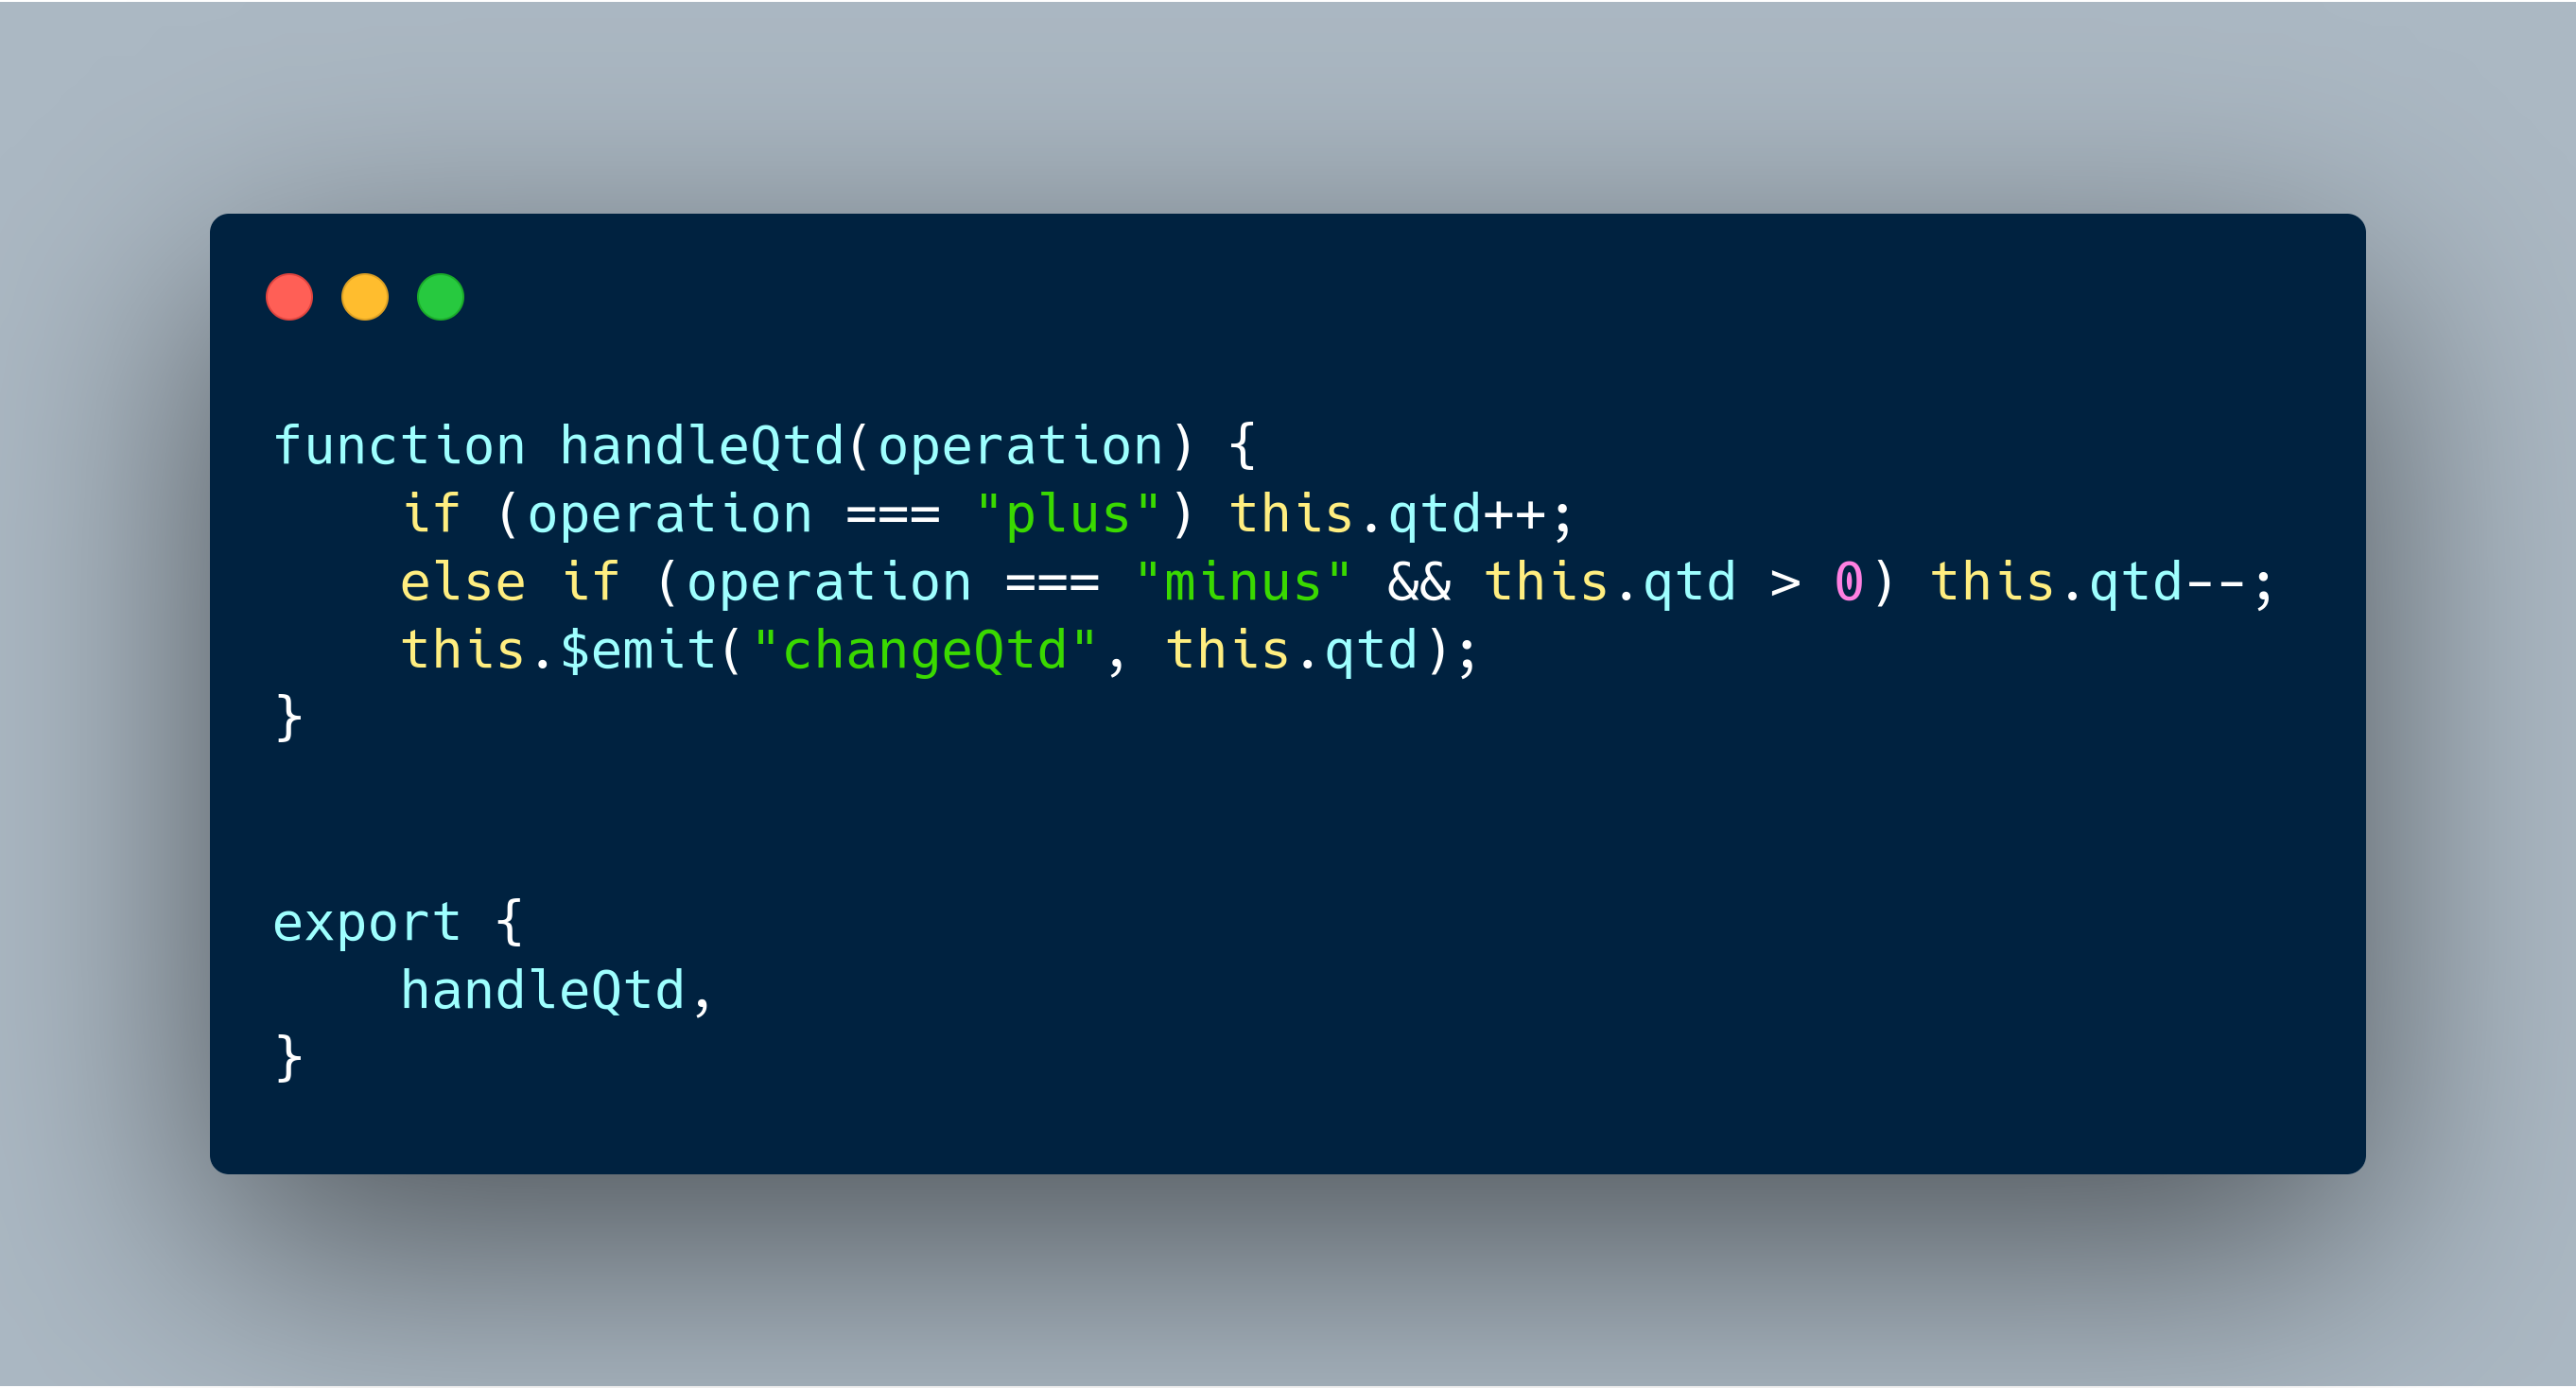 function handleQtd(operation) {
    if (operation === "plus") this.qtd++;
    else if (operation === "minus" && this.qtd > 0) this.qtd--;
    this.$emit("changeQtd", this.qtd);
}
export {
    handleQtd,
}